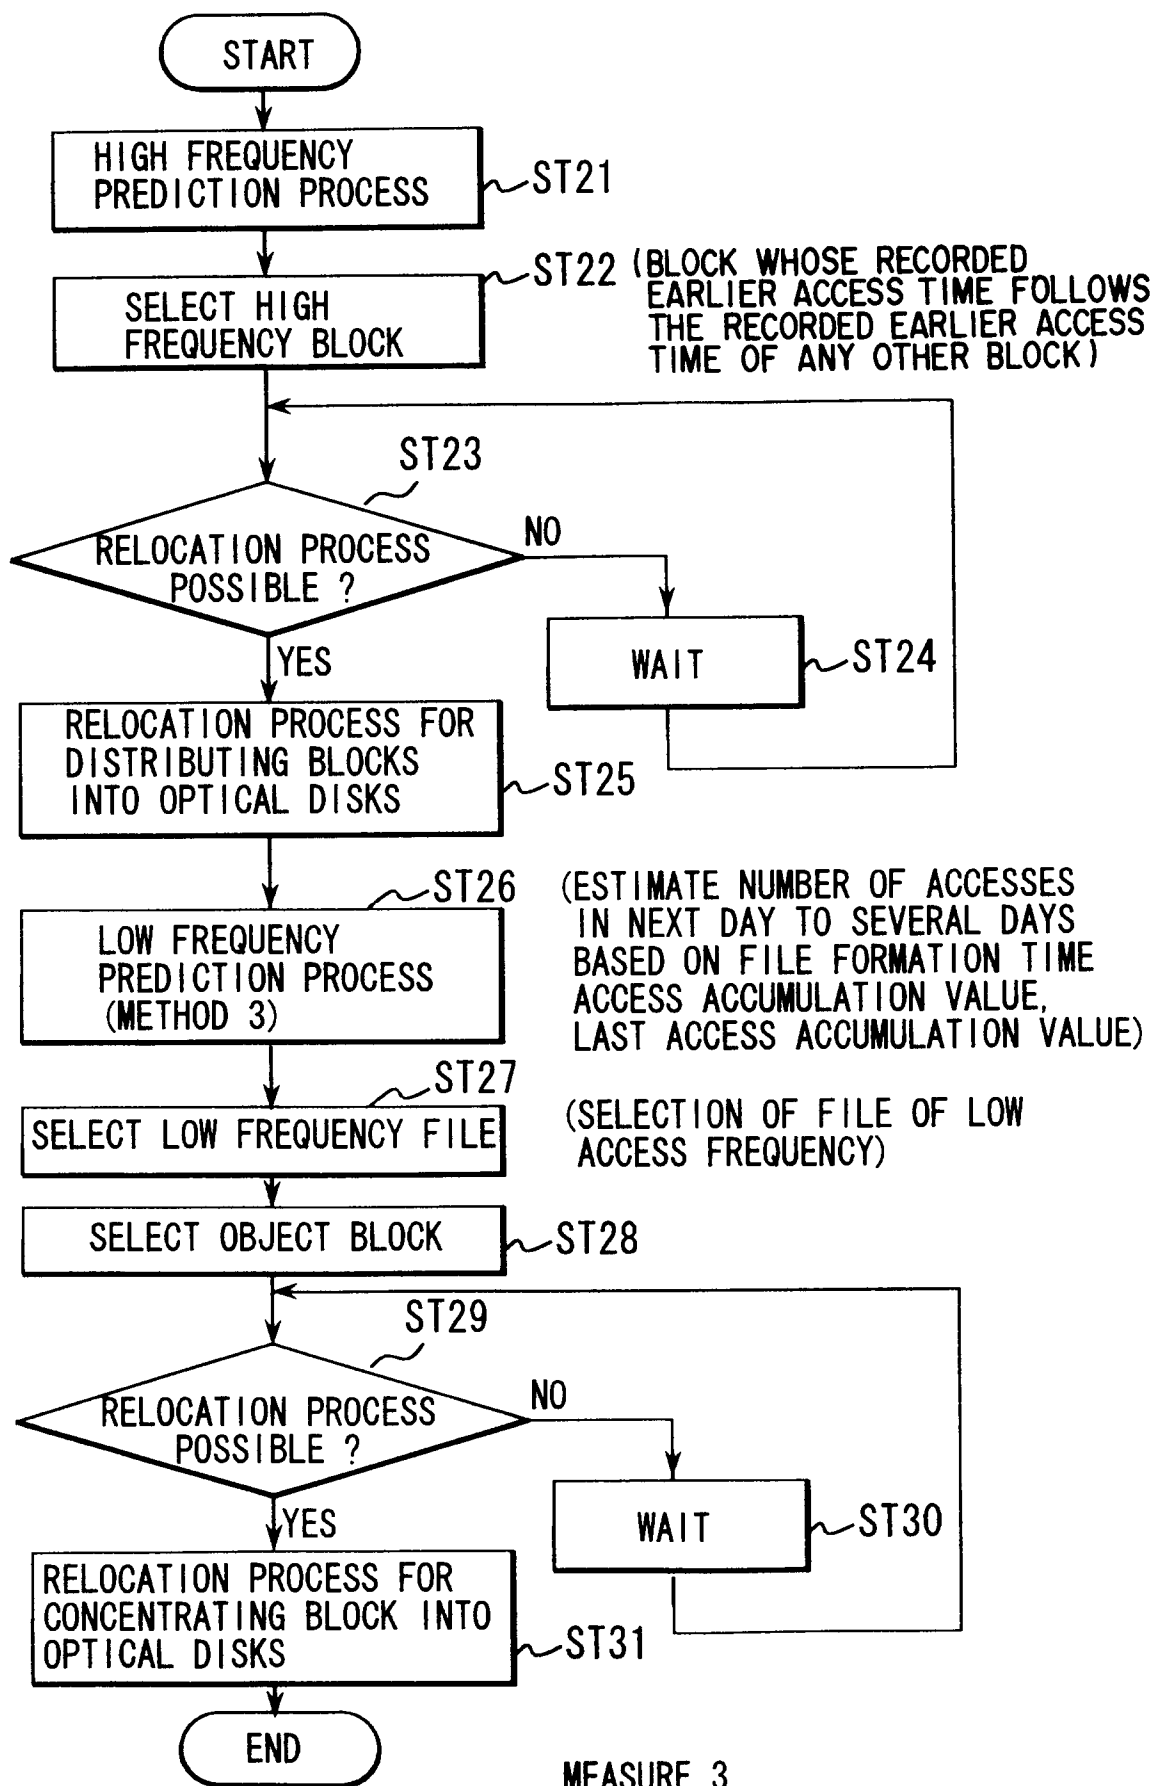 START
HIGH FREQUENCY
PREDICTION PROCESS
ST21
SELECT HIGH
FREQUENCY BLOCK
ST22
(BLOCK WHOSE RECORDED
EARLIER ACCESS TIME FOLLOWS
THE RECORDED EARLIER ACCESS
TIME OF ANY OTHER BLOCK)
ST23
RELOCATION PROCESS
POSSIBLE ?
NO
WAIT
ST24
YES
RELOCATION PROCESS FOR
DISTRIBUTING BLOCKS
INTO OPTICAL DISKS
ST25
ST26
LOW FREQUENCY
PREDICTION PROCESS
(METHOD 3)
(ESTIMATE NUMBER OF ACCESSES
IN NEXT DAY TO SEVERAL DAYS
BASED ON FILE FORMATION TIME
ACCESS ACCUMULATION VALUE,
LAST ACCESS ACCUMULATION VALUE)
ST27
SELECT LOW FREQUENCY FILE
(SELECTION OF FILE OF LOW
ACCESS FREQUENCY)
SELECT OBJECT BLOCK
ST28
ST29
RELOCATION PROCESS
POSSIBLE ?
NO
WAIT
ST30
YES
RELOCATION PROCESS FOR
CONCENTRATING BLOCK INTO
OPTICAL DISKS
ST31
END
MEASURE 3